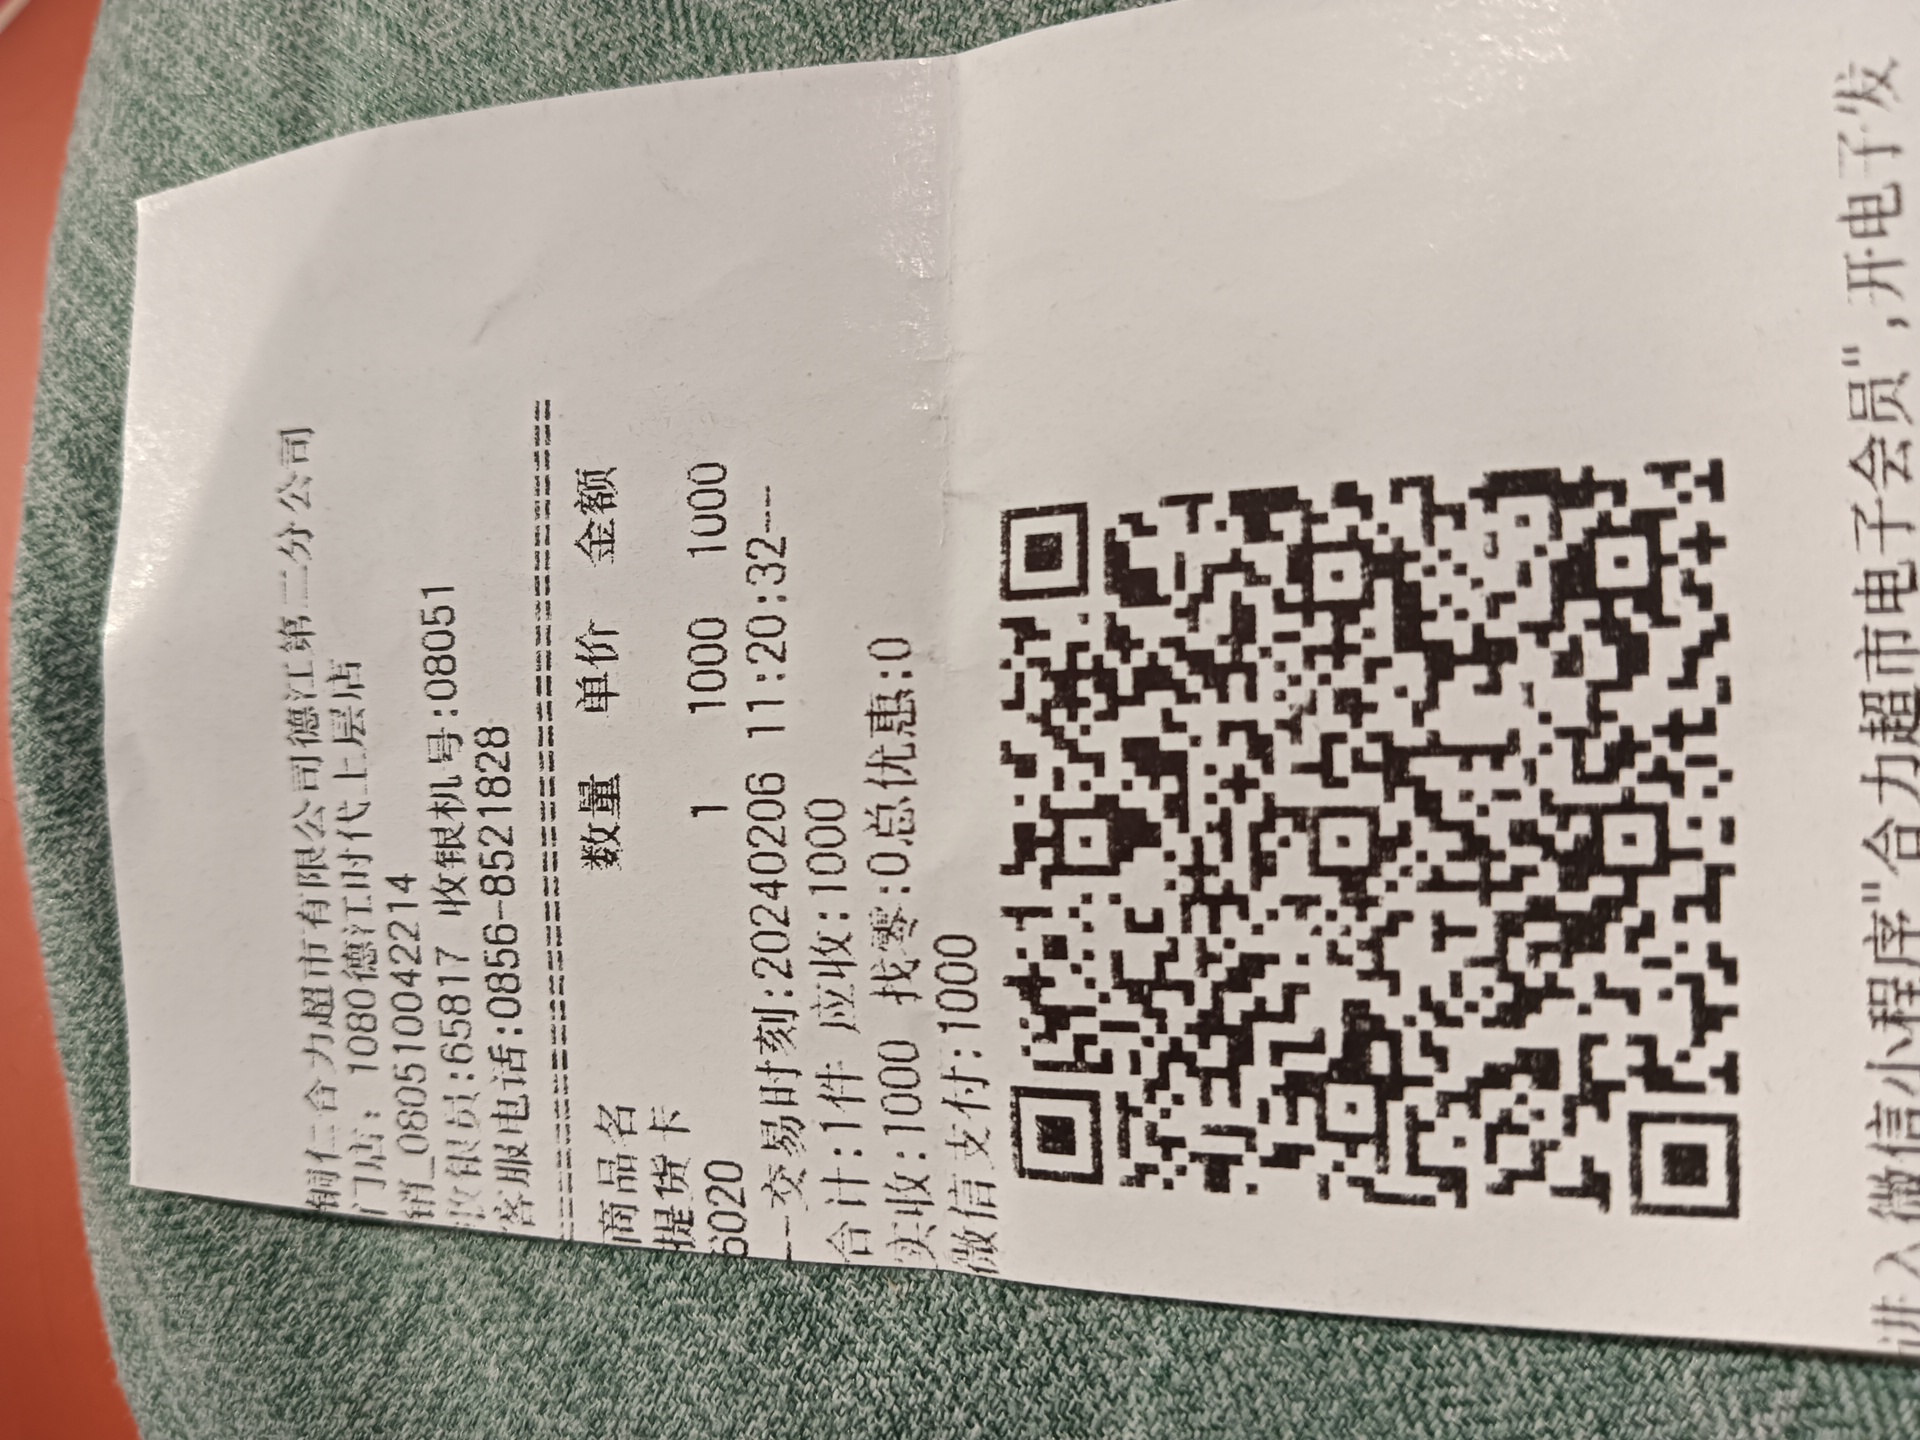 铜仁合力超市有限公司德江第二分公司
门店：1080德江时代上层店
销_080510042214
收银员:65817 收银机号:08051
客服电话:0856-8521828
商品名 数量 单价 金额
提货卡
6020 1 1000 1000
--交易时刻:20240206 11:20:32---
合计:1件 应收:1000
实收:1000 找零:0总优惠:0
微信支付:1000
进入微信小程序"合力超市电子会员",开电子发